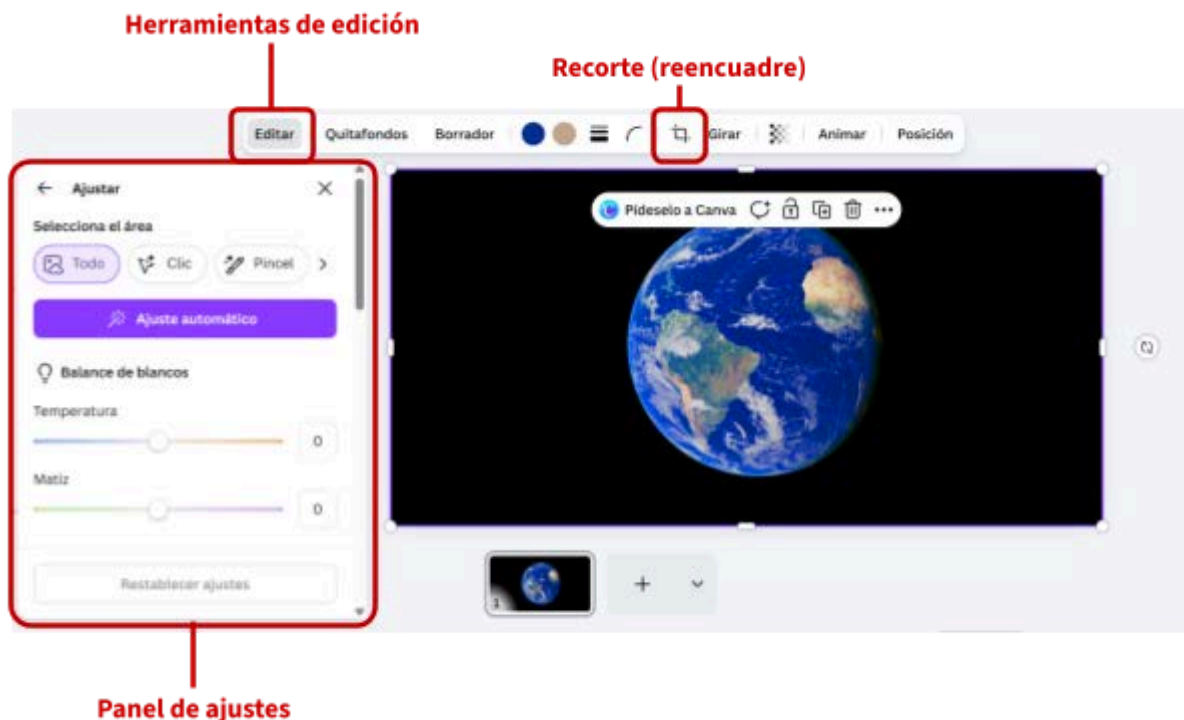 Herramientas de edición
Recorte (reencuadre)
Editar Quitafondos Borrador Girar Animar Posición
Ajustar
Selecciona el área
Todo Clic Pincel
Ajuste automático
Balance de blancos
Temperatura
0
Matiz
0
Restablecer ajustes
Pídeselo a Canva
1
Panel de ajustes